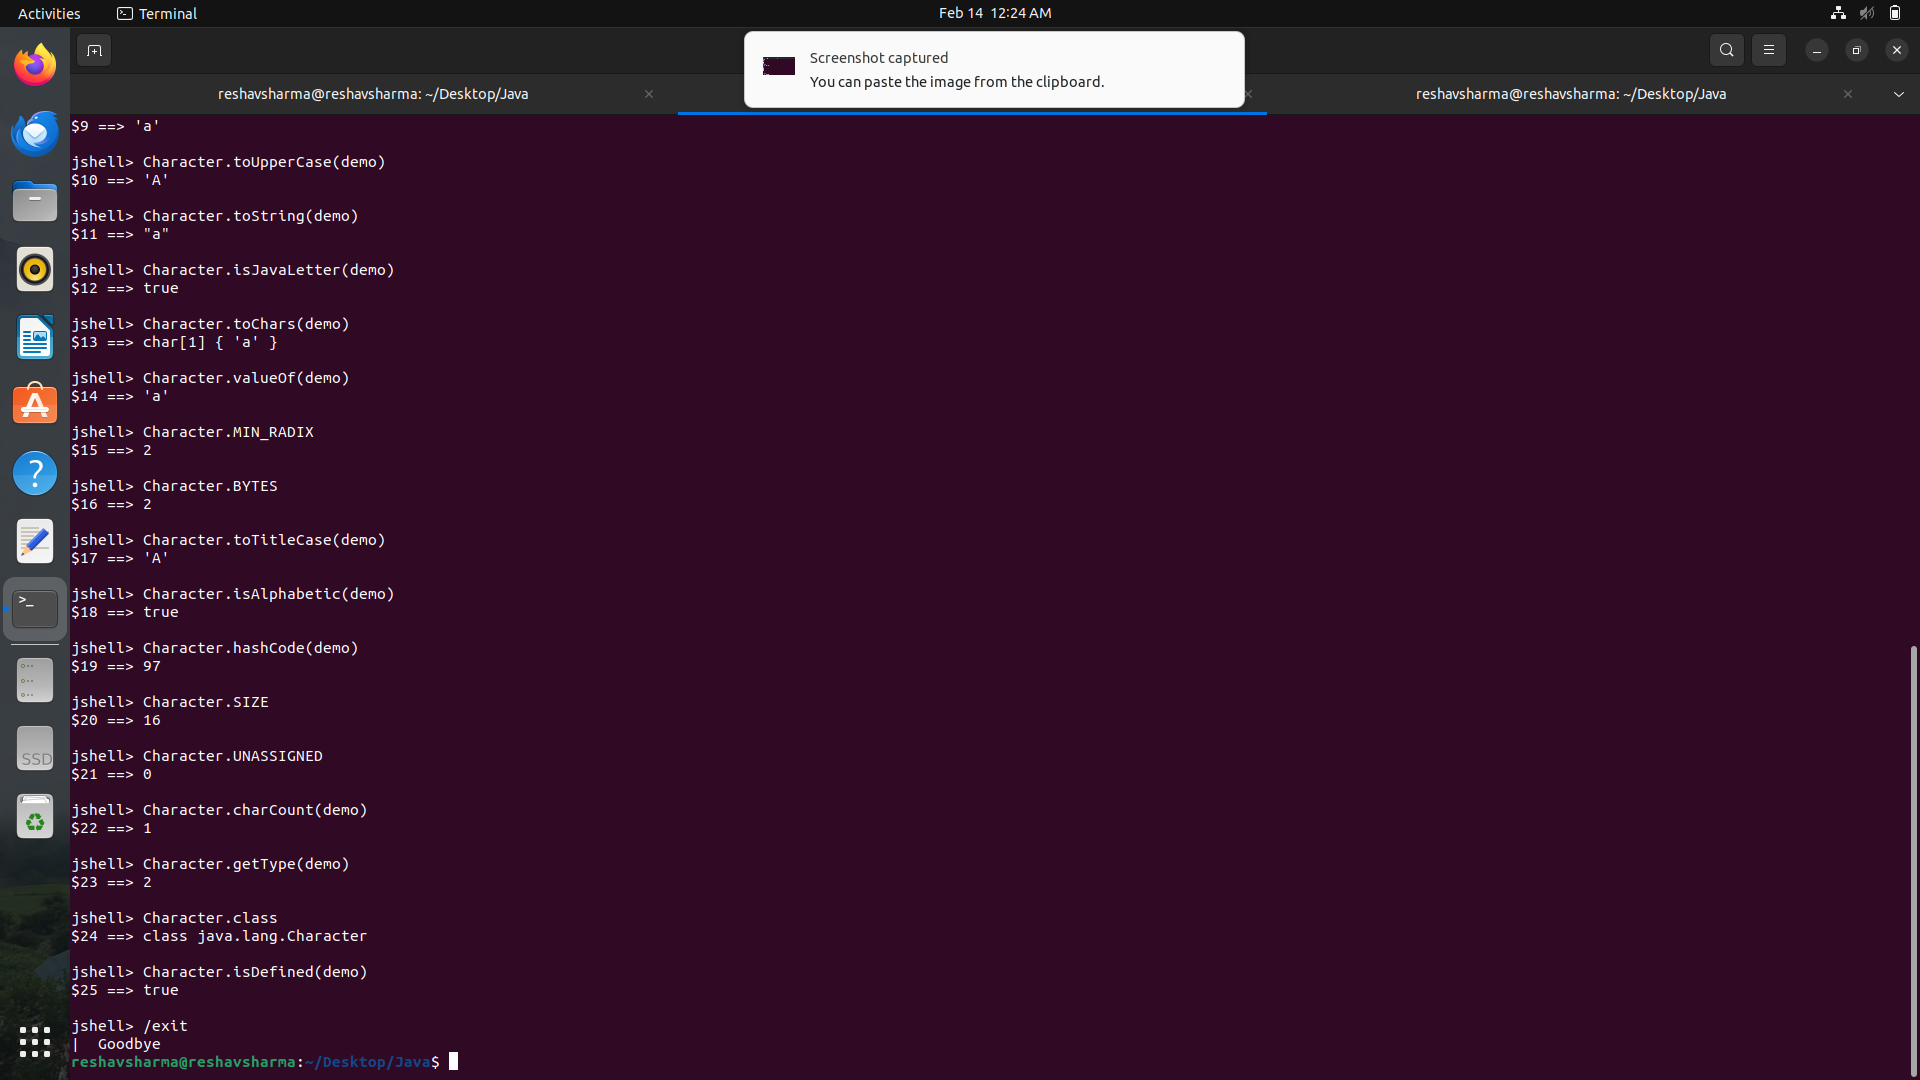 Activities
Terminal
Feb 14 12:24 AM
Screenshot captured
You can paste the image from the clipboard.
reshavsharma@reshavsharma: ~/Desktop/Java
reshavsharma@reshavsharma: ~/Desktop/Java
$9 ==> 'a'
jshell> Character.toUpperCase(demo)
$10 ==> 'A'
jshell> Character.toString(demo)
$11 ==> "a"
jshell> Character.isJavaLetter(demo)
$12 ==> true
jshell> Character.toChars(demo)
$13 ==> char[1] { 'a' }
jshell> Character.valueOf(demo)
$14 ==> 'a'
jshell> Character.MIN_RADIX
$15 ==> 2
jshell> Character.BYTES
$16 ==> 2
jshell> Character.toTitleCase(demo)
$17 ==> 'A'
jshell> Character.isAlphabetic(demo)
$18 ==> true
jshell> Character.hashCode(demo)
$19 ==> 97
jshell> Character.SIZE
$20 ==> 16
jshell> Character.UNASSIGNED
$21 ==> 0
jshell> Character.charCount(demo)
$22 ==> 1
jshell> Character.getType(demo)
$23 ==> 2
jshell> Character.class
$24 ==> class java.lang.Character
jshell> Character.isDefined(demo)
$25 ==> true
jshell> /exit
| Goodbye
reshavsharma@reshavsharma:~/Desktop/Java$
SSD